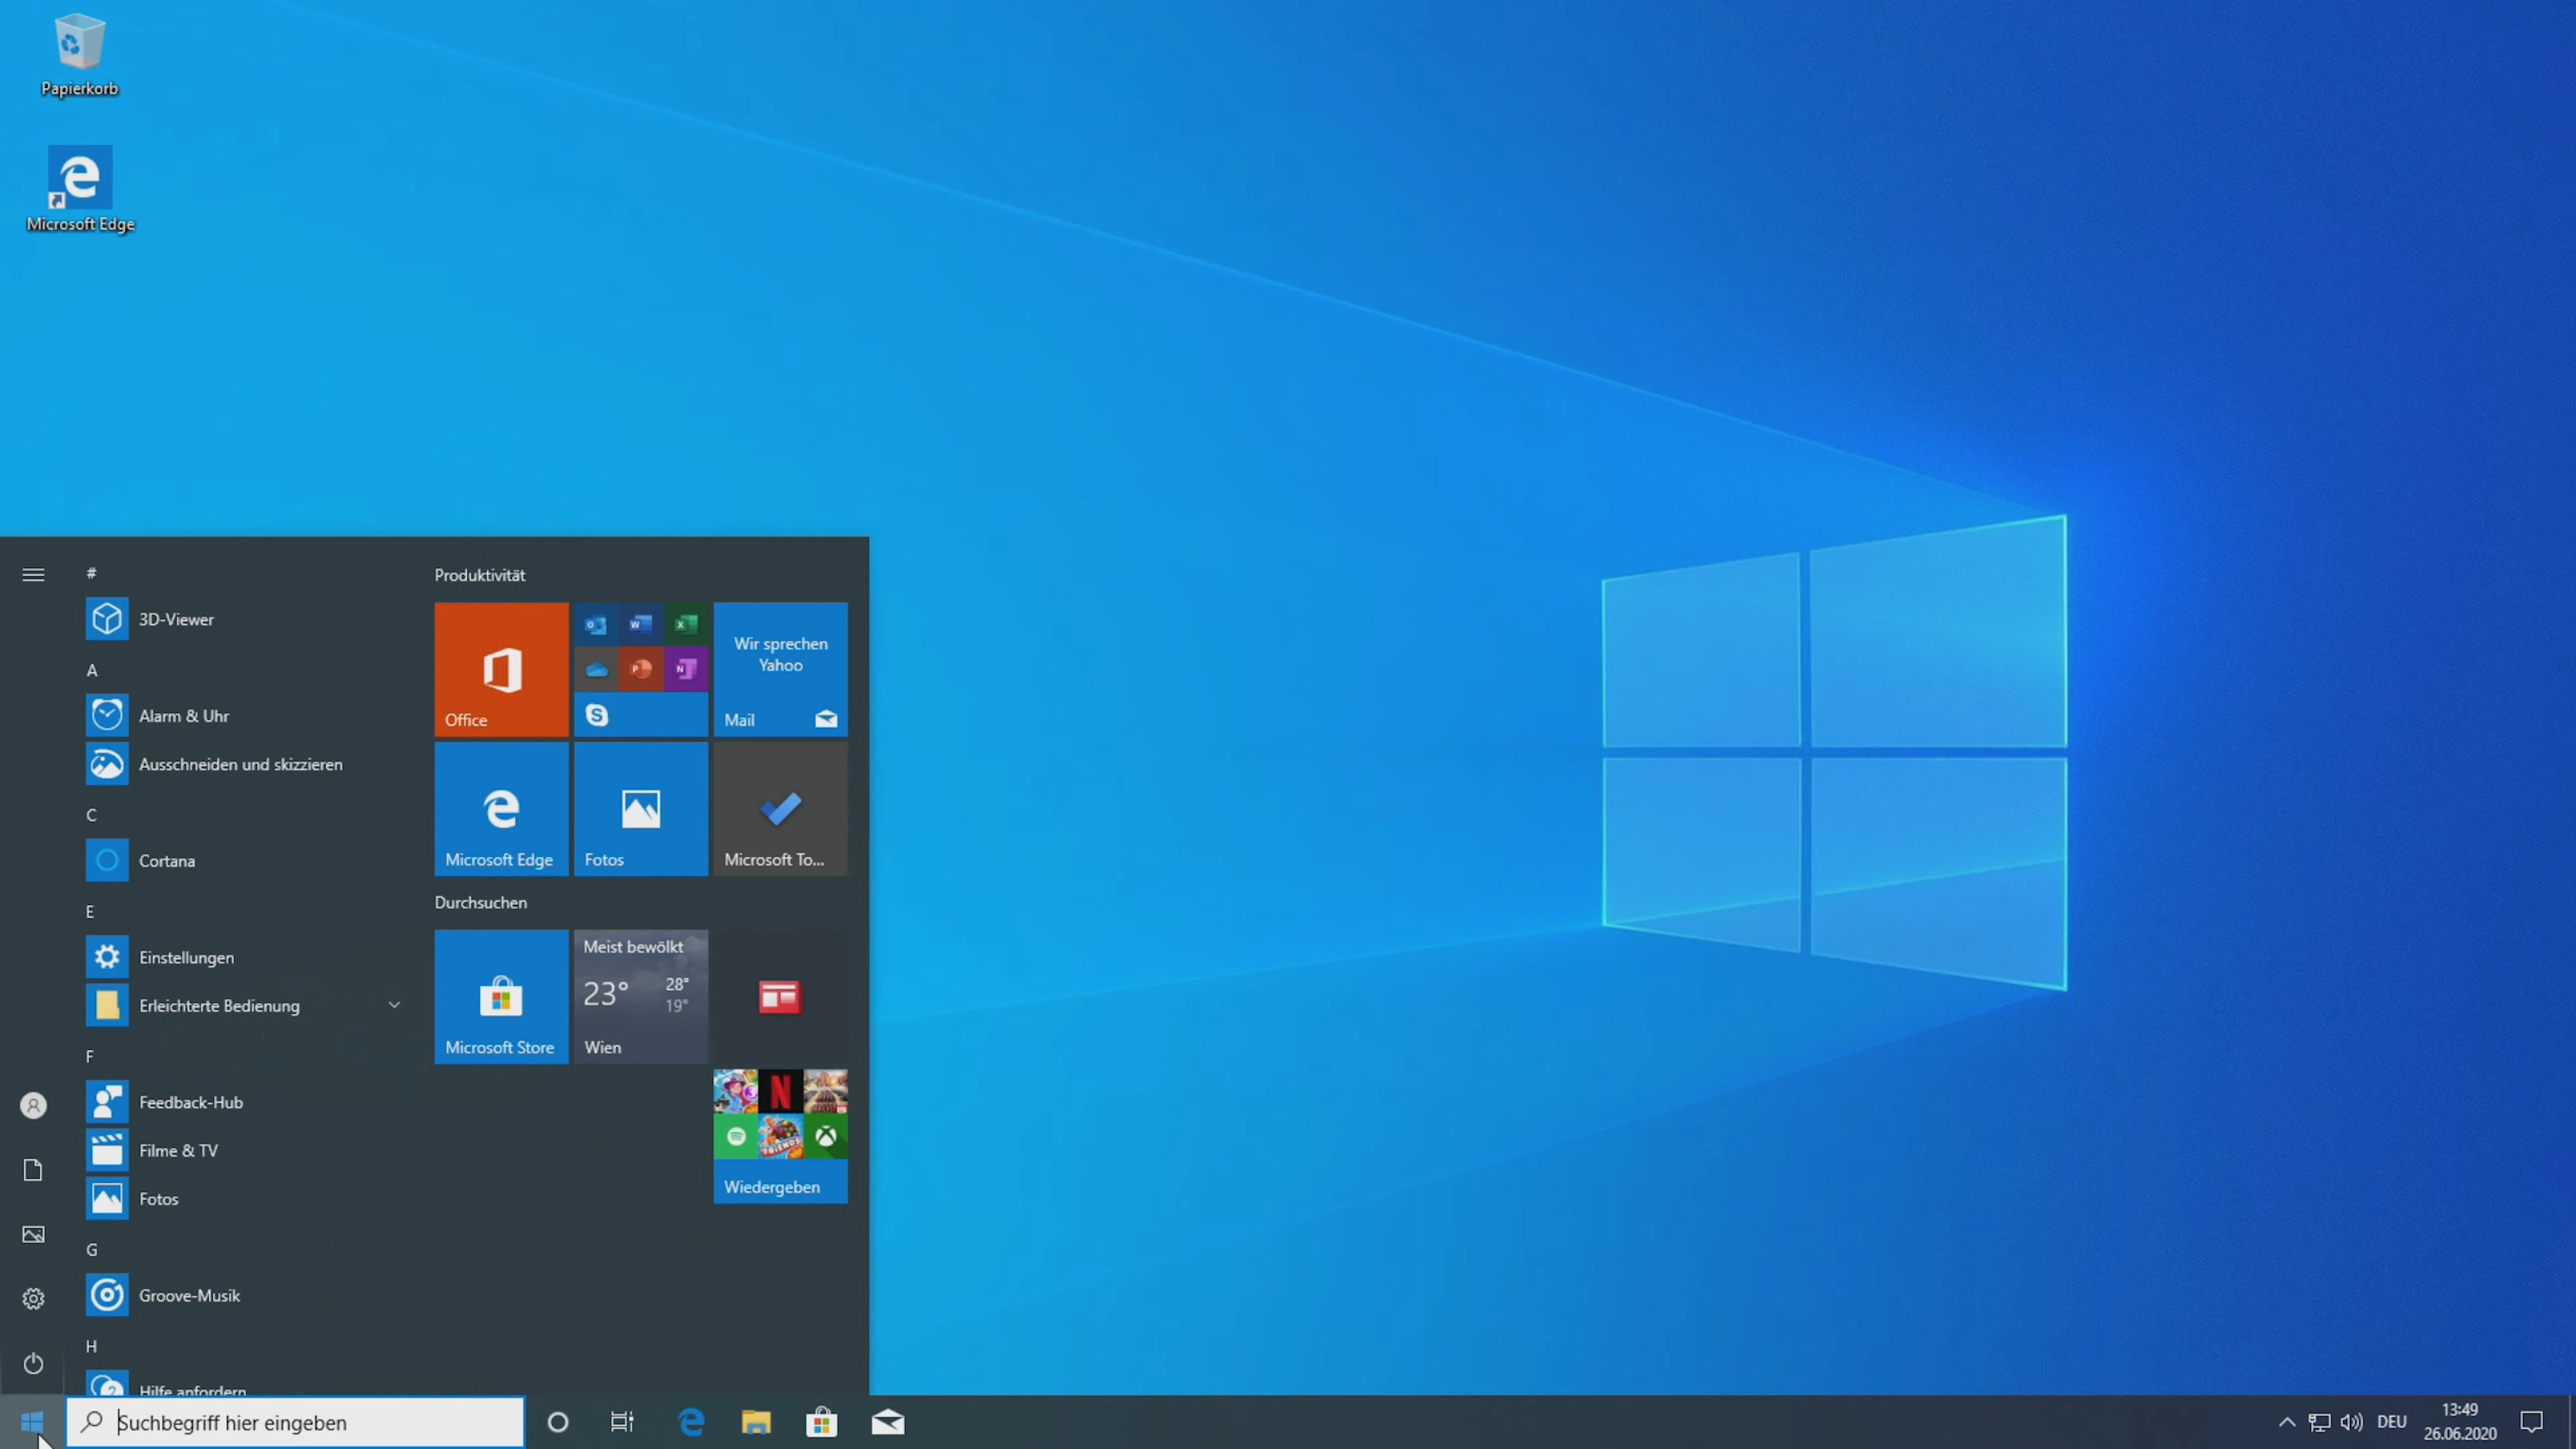 Papierkorb
Microsoft Edge
#
3D-Viewer
A
Alarm & Uhr
Ausschneiden und skizzieren
C
Cortana
E
Einstellungen
Erleichterte Bedienung
F
Feedback-Hub
Filme & TV
Fotos
G
Groove-Musik
H
Hilfe anfordern
Produktivität
Office
Wir sprechen
Yahoo
Mail
Microsoft Edge
Fotos
Microsoft To...
Durchsuchen
Microsoft Store
Meist bewölkt
23° 28°
19°
Wien
Wiedergeben
Suchbegriff hier eingeben
DEU
13:49
26.06.2020